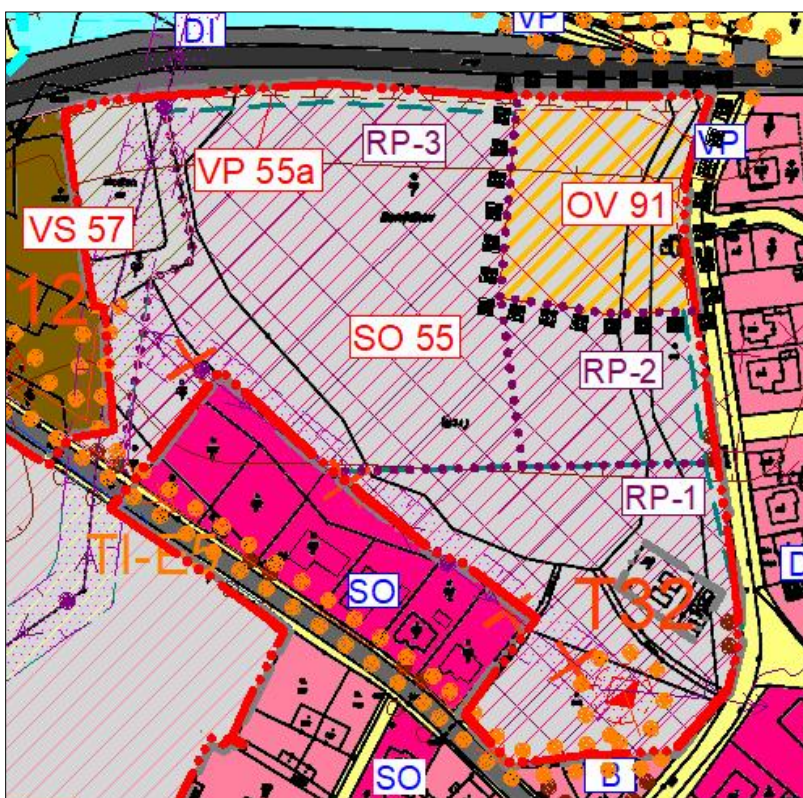 DI
VP
RP-3
VP
VP 55a
OV 91
VS 57
12
SO 55
RP-2
RP-1
TI-E5
SO
T32
D
SO
B